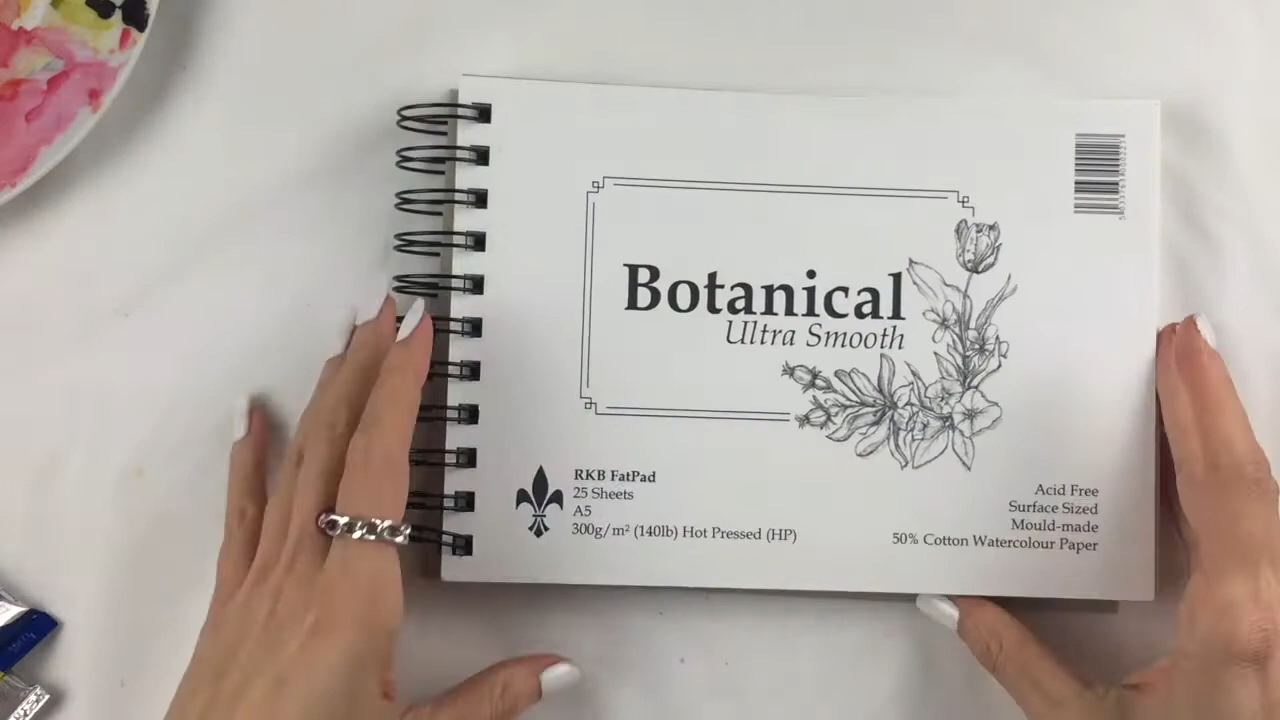 Botanical
Ultra Smooth
RKB FatPad
25 Sheets
A5
300g/m² (140lb) Hot Pressed (HP)
Acid Free
Surface Sized
Mould-made
50% Cotton Watercolour Paper